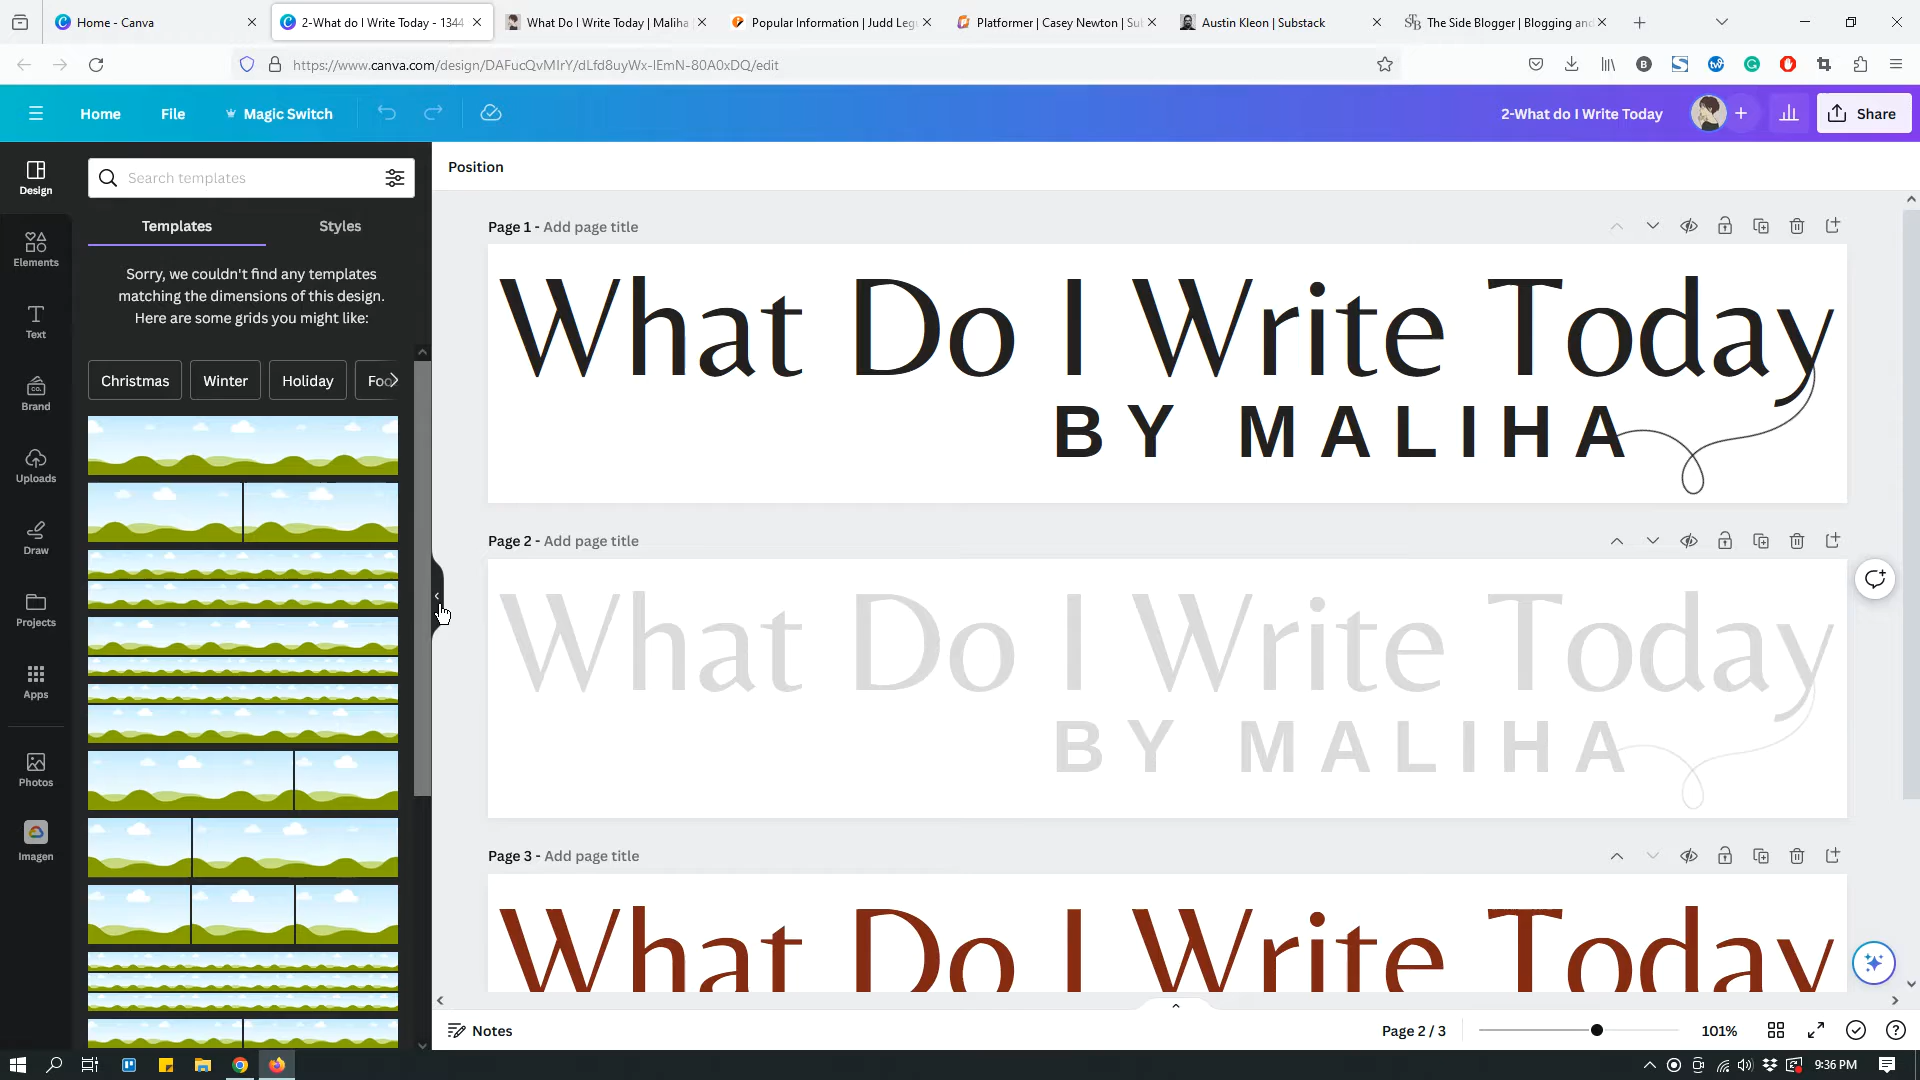 Home - Canva
2-What do I Write Today - 1344
What Do I Write Today | Maliha
Popular Information | Judd Leg
Platformer | Casey Newton | Su
Austin Kleon | Substack
The Side Blogger | Blogging and
https://www.canva.com/design/DAFucQvMIrY/dLfd8uyWx-lEmN-80A0xDQ/edit
Home
File
Magic Switch
2-What do I Write Today
Share
Design
Elements
Text
Brand
Uploads
Draw
Projects
Apps
Photos
Imagen
Search templates
Templates
Styles
Sorry, we couldn't find any templates
matching the dimensions of this design.
Here are some grids you might like:
Christmas
Winter
Holiday
Foo
Position
Page 1 - Add page title
What Do I Write Today
BY MALIHA
Page 2 - Add page title
What Do I Write Today
BY MALIHA
Page 3 - Add page title
What Do I Write Today
Notes
Page 2 / 3
101%
9:36 PM